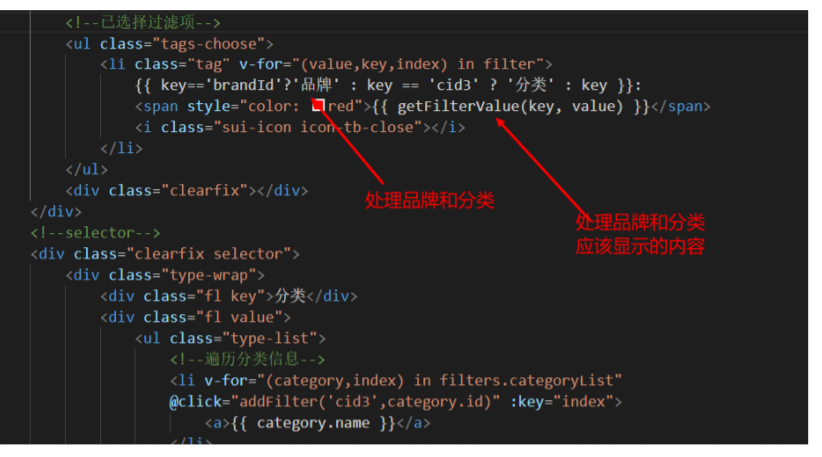 <!--已选择过滤项-->
<ul class="tags-choose">
<li class="tag" v-for="(value,key,index) in filter">
{{ key=='brandId'?'品牌' : key == 'cid3' ? '分类' : key }}:
<span style="color: red">{{ getFilterValue(key, value) }}</span>
<i class="sui-icon icon-tb-close"></i>
</li>
</ul>
<div class="clearfix"></div>
处理品牌和分类
</div>
处理品牌和分类
应该显示的内容
<!--selector-->
<div class="clearfix selector">
<div class="type-wrap">
<div class="fl key">分类</div>
<div class="fl value">
<ul class="type-list">
<!--遍历分类信息-->
<li v-for="(category,index) in filters.categoryList"
@click="addFilter('cid3',category.id)" :key="index">
<a>{{ category.name }}</a>
</li>